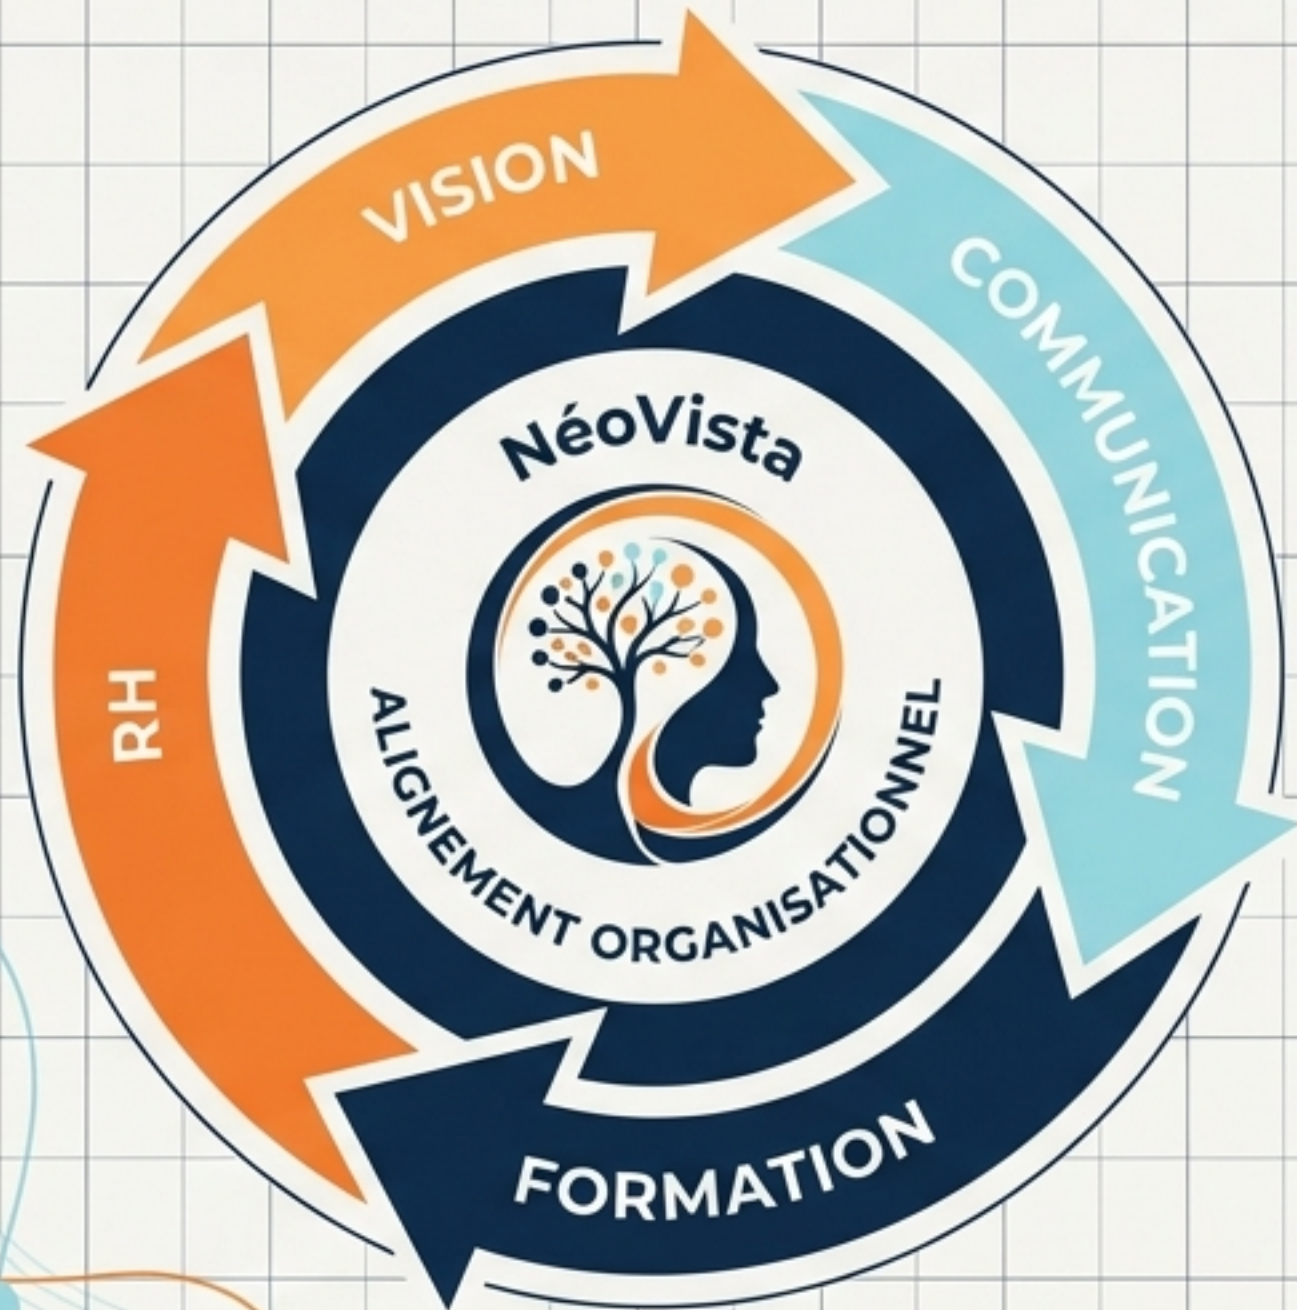 VISION
COMMUNICATION
FORMATION
RH
NéoVista
ALIGNEMENT ORGANISATIONNEL